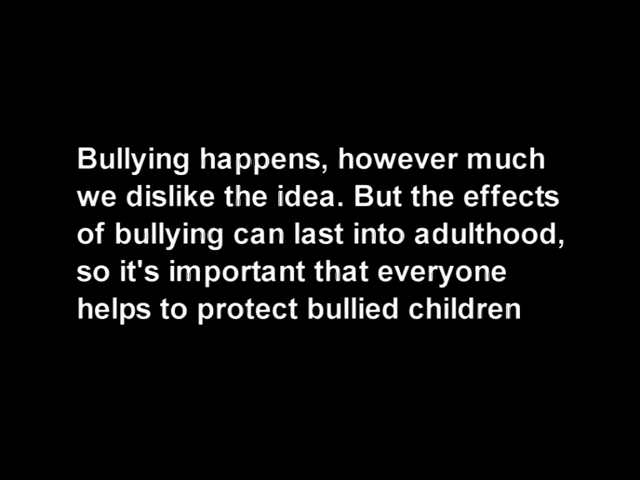 Bullying happens, however much
we dislike the idea. But the effects
of bullying can last into adulthood,
so it's important that everyone
helps to protect bullied children